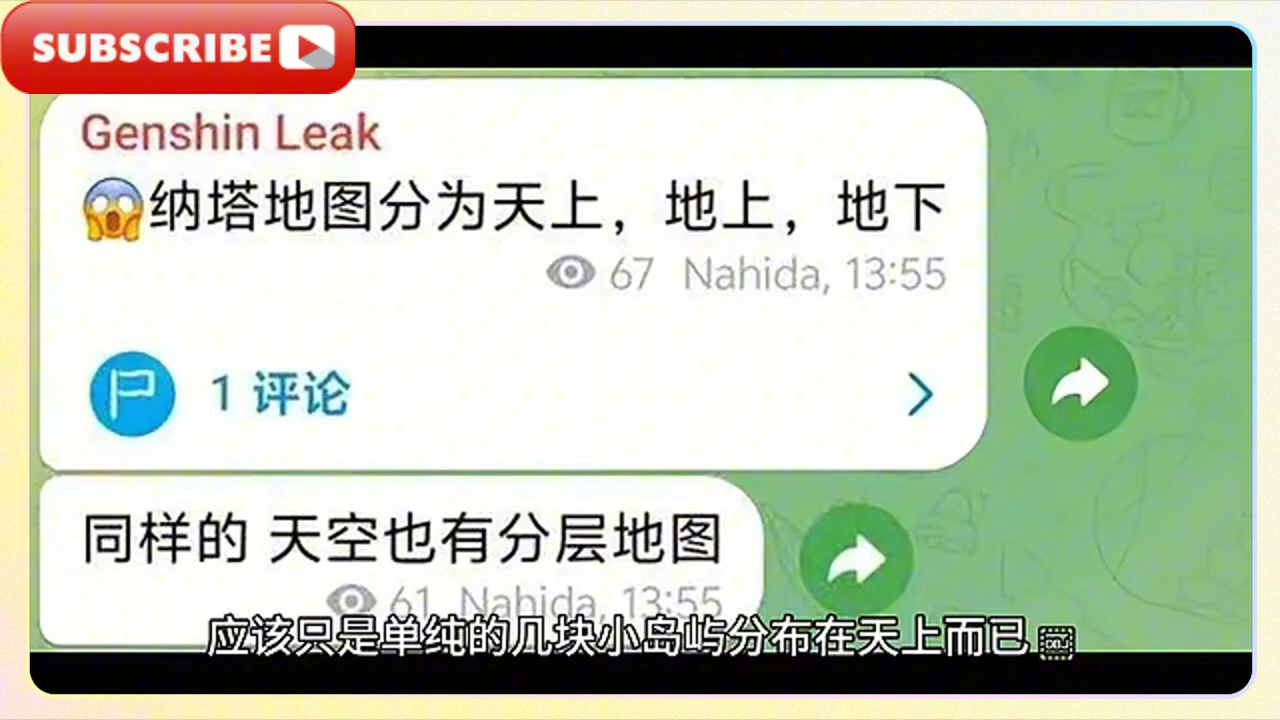 SUBSCRIBE
Genshin Leak
😱纳塔地图分为天上，地上，地下
67 Nahida, 13:55
1 评论
同样的 天空也有分层地图
61 Nahida, 13:55
应该只是单纯的几块小岛屿分布在天上而已
OBJ